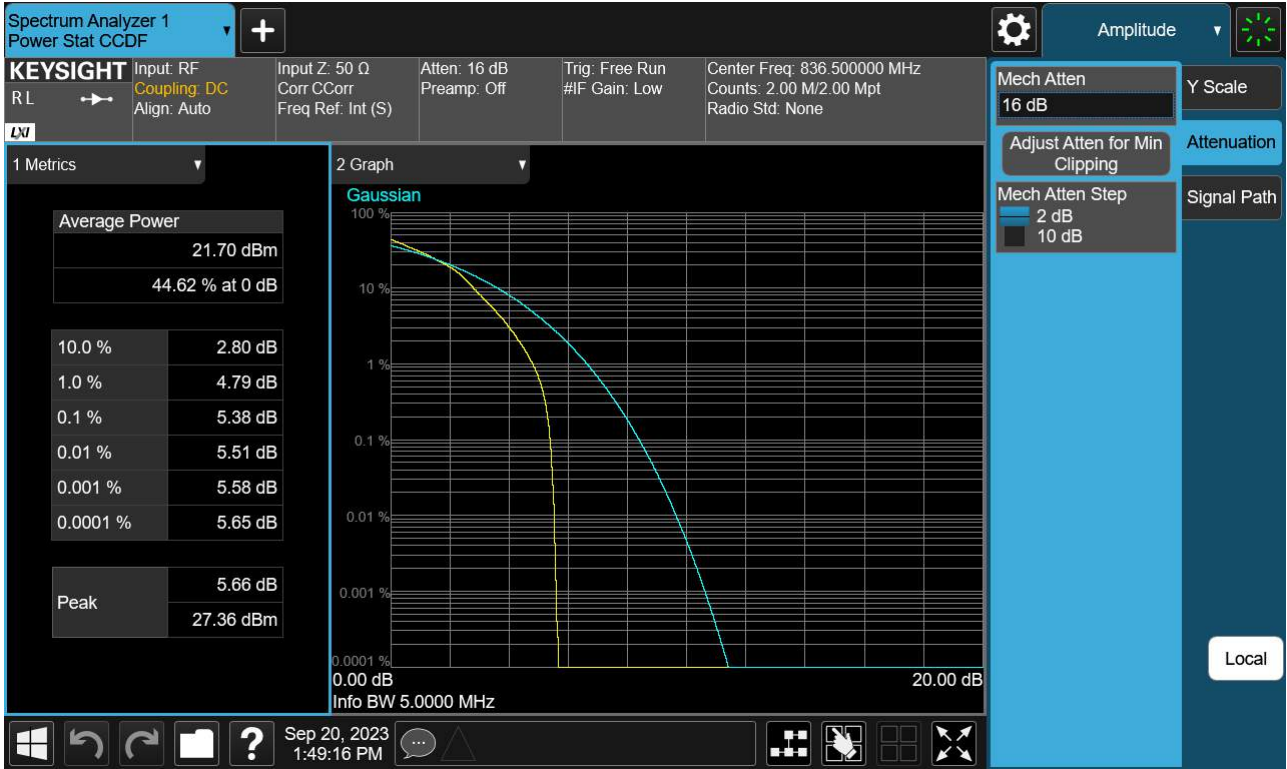 Spectrum Analyzer 1
Power Stat CCDF
Amplitude
KEYSIGHT
RL
LXI
Input: RF
Coupling: DC
Align: Auto
Input Z: 50 Ω
Corr CCorr
Freq Ref: Int (S)
Atten: 16 dB
Preamp: Off
Trig: Free Run
#IF Gain: Low
Center Freq: 836.500000 MHz
Counts: 2.00 M/2.00 Mpt
Radio Std: None
1 Metrics
Average Power
21.70 dBm
44.62 % at 0 dB
10.0 % 2.80 dB
1.0 % 4.79 dB
0.1 % 5.38 dB
0.01 % 5.51 dB
0.001 % 5.58 dB
0.0001 % 5.65 dB
Peak
5.66 dB
27.36 dBm
2 Graph
Gaussian
100 %
10 %
1 %
0.1 %
0.01 %
0.001 %
0.0001 %
0.00 dB 20.00 dB
Info BW 5.0000 MHz
Mech Atten
16 dB
Adjust Atten for Min
Clipping
Mech Atten Step
2 dB
10 dB
Y Scale
Attenuation
Signal Path
Local
?
Sep 20, 2023
1:49:16 PM